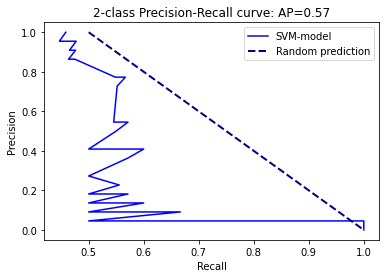 2-class Precision-Recall curve: AP=0.57
SVM-model
Random prediction
Precision
1.0
0.8
0.6
0.4
0.2
0.0
0.5 0.6 0.7 0.8 0.9 1.0
Recall